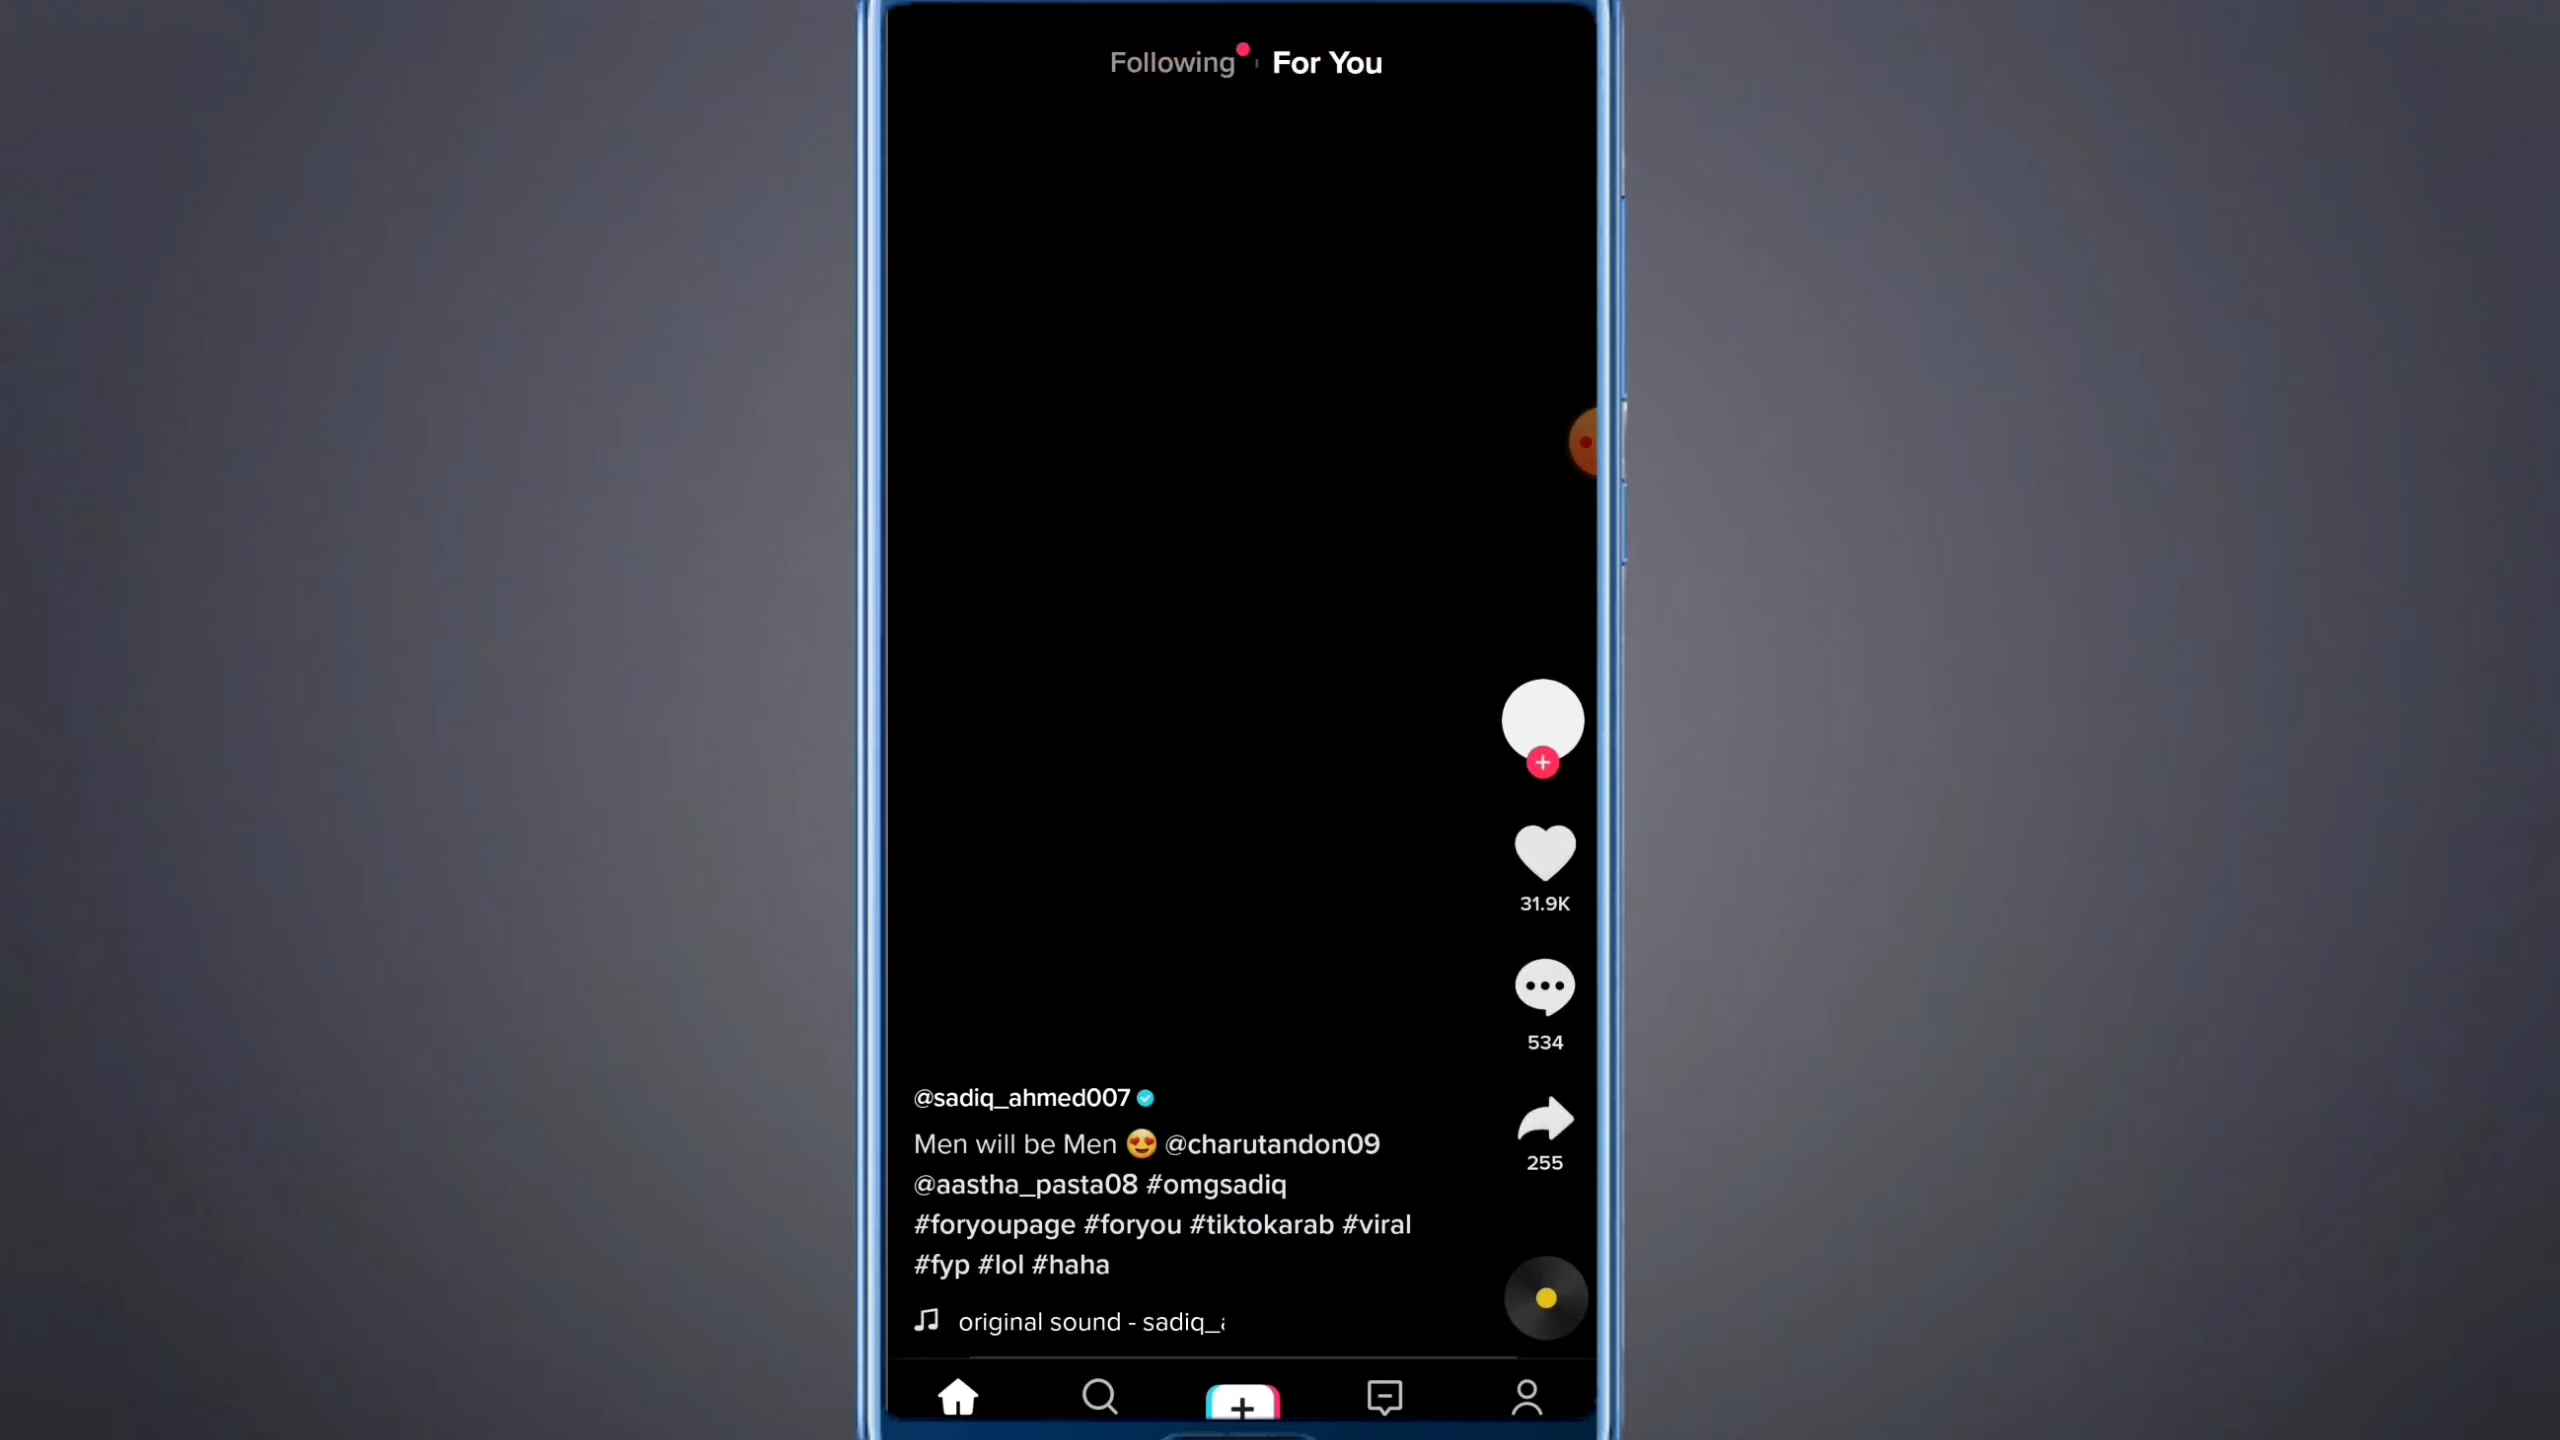 Following
For You
31.9K
534
255
@sadiq_ahmed007
Men will be Men 😍 @charutandon09
@aastha_pasta08 #omgsadiq
#foryoupage #foryou #tiktokarab #viral
#fyp #lol #haha
original sound - sadiq_